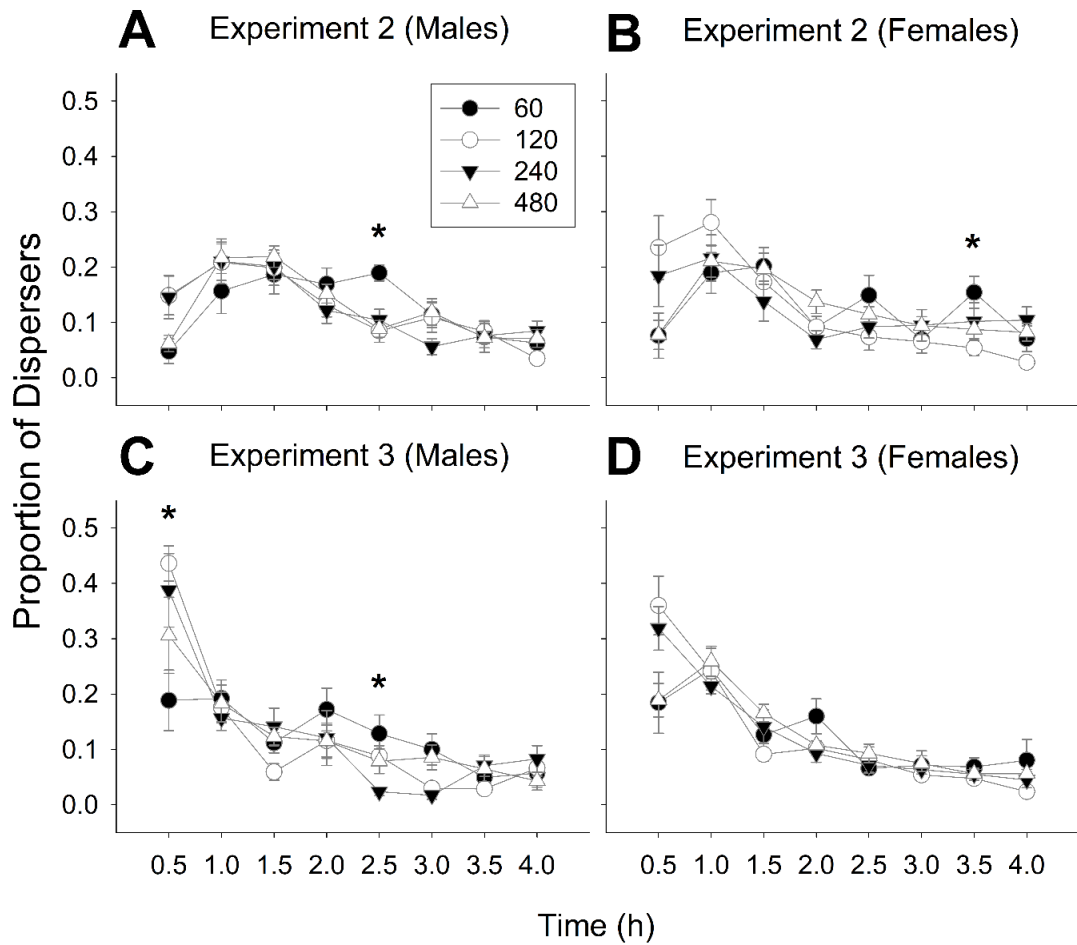 A Experiment 2 (Males)
B Experiment 2 (Females)
60
120
240
480
*
*
0.5
0.4
0.3
0.2
0.1
0.0
C Experiment 3 (Males)
D Experiment 3 (Females)
*
*
0.5
0.4
0.3
0.2
0.1
0.0
0.5 1.0 1.5 2.0 2.5 3.0 3.5 4.0
0.5 1.0 1.5 2.0 2.5 3.0 3.5 4.0
Proportion of Dispersers
Time (h)